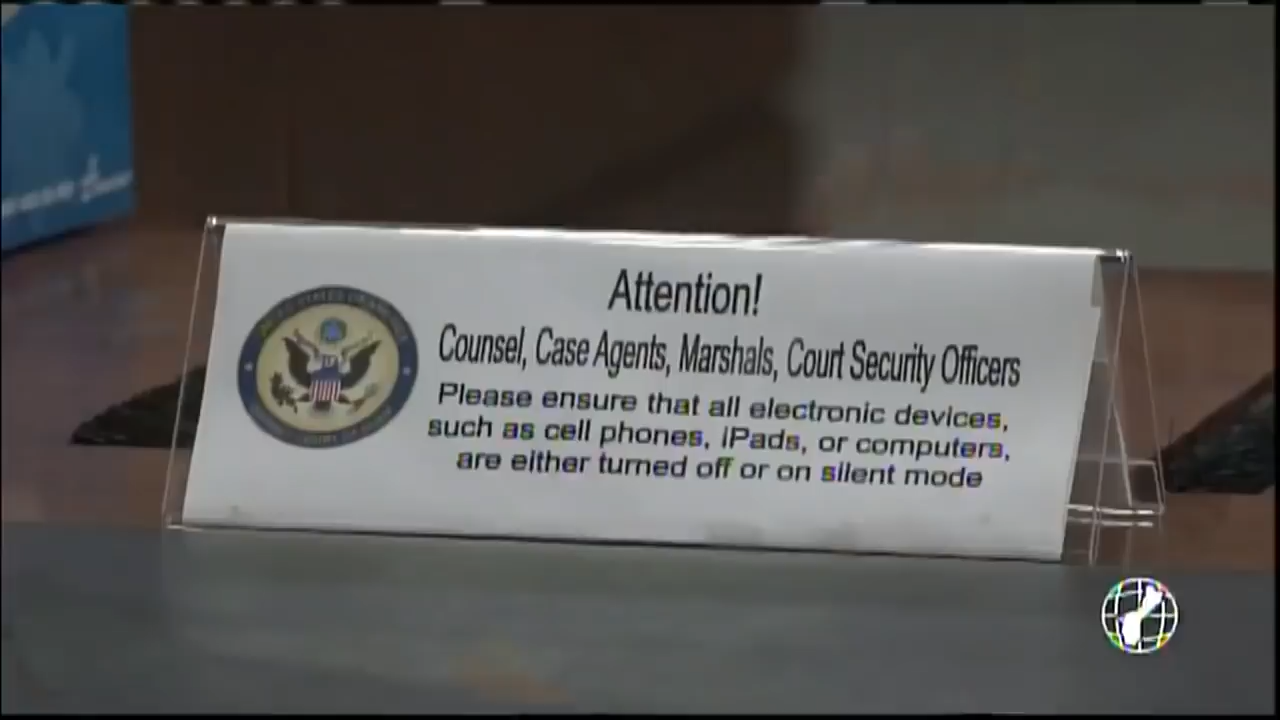 Attention!
Counsel, Case Agents, Marshals, Court Security Officers
Please ensure that all electronic devices,
such as cell phones, iPads, or computers,
are either turned off or on silent mode